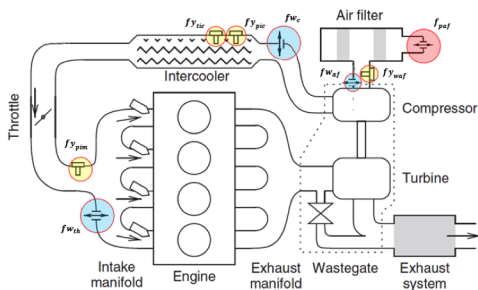 fy_tic fy_pic fw_c Air filter f_paf
fw_af fy_waf
Intercooler
Compressor
Throttle
fy_pim
Turbine
fw_th
Intake manifold
Engine
Exhaust manifold
Wastegate
Exhaust system